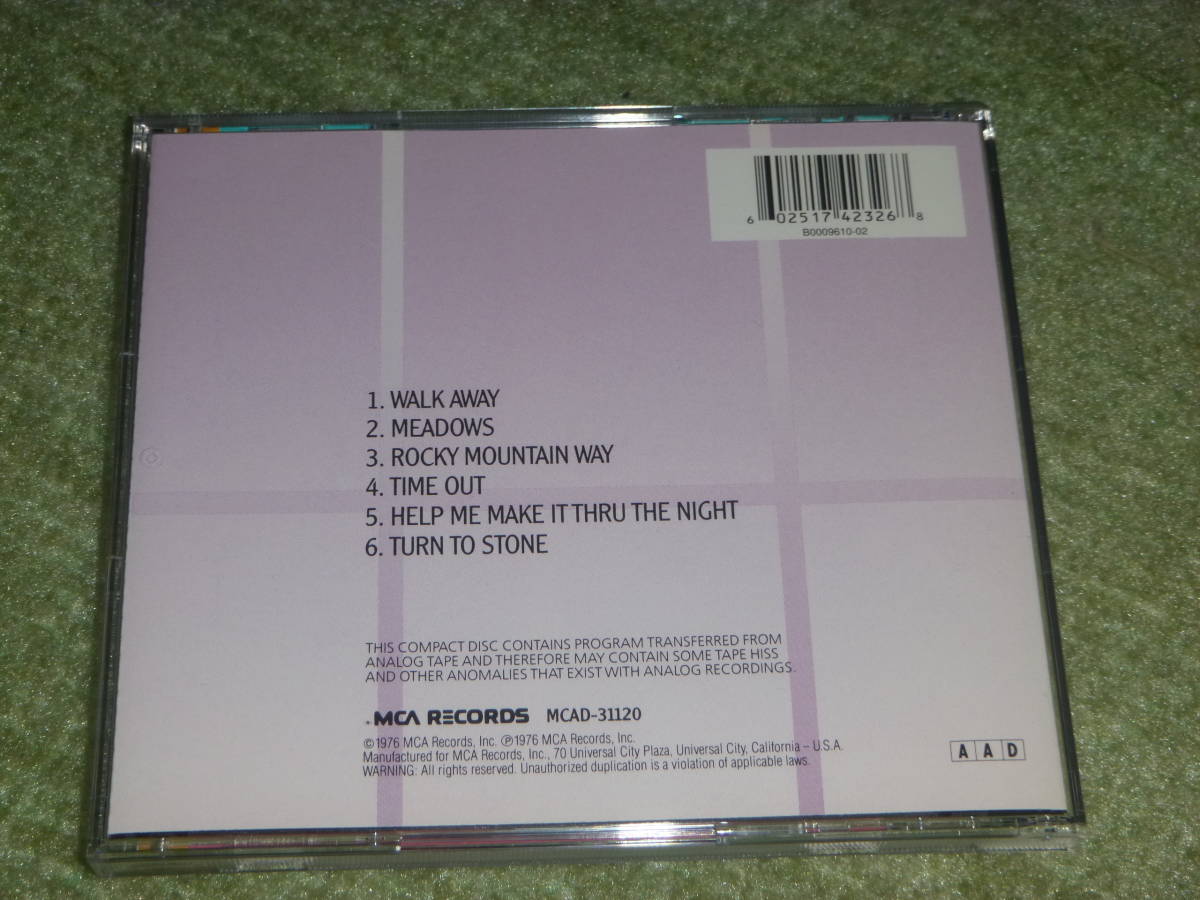 6 02517 42326 8
B0009610-02
1. WALK AWAY
2. MEADOWS
3. ROCKY MOUNTAIN WAY
4. TIME OUT
5. HELP ME MAKE IT THRU THE NIGHT
6. TURN TO STONE
THIS COMPACT DISC CONTAINS PROGRAM TRANSFERRED FROM
ANALOG TAPE AND THEREFORE MAY CONTAIN SOME TAPE HISS
AND OTHER ANOMALIES THAT EXIST WITH ANALOG RECORDINGS.
MCA RECORDS MCAD-31120
©1976 MCA Records, Inc. ℗1976 MCA Records, Inc.
Manufactured for MCA Records, Inc., 70 Universal City Plaza, Universal City, California – U.S.A.
WARNING: All rights reserved. Unauthorized duplication is a violation of applicable laws.
A A D